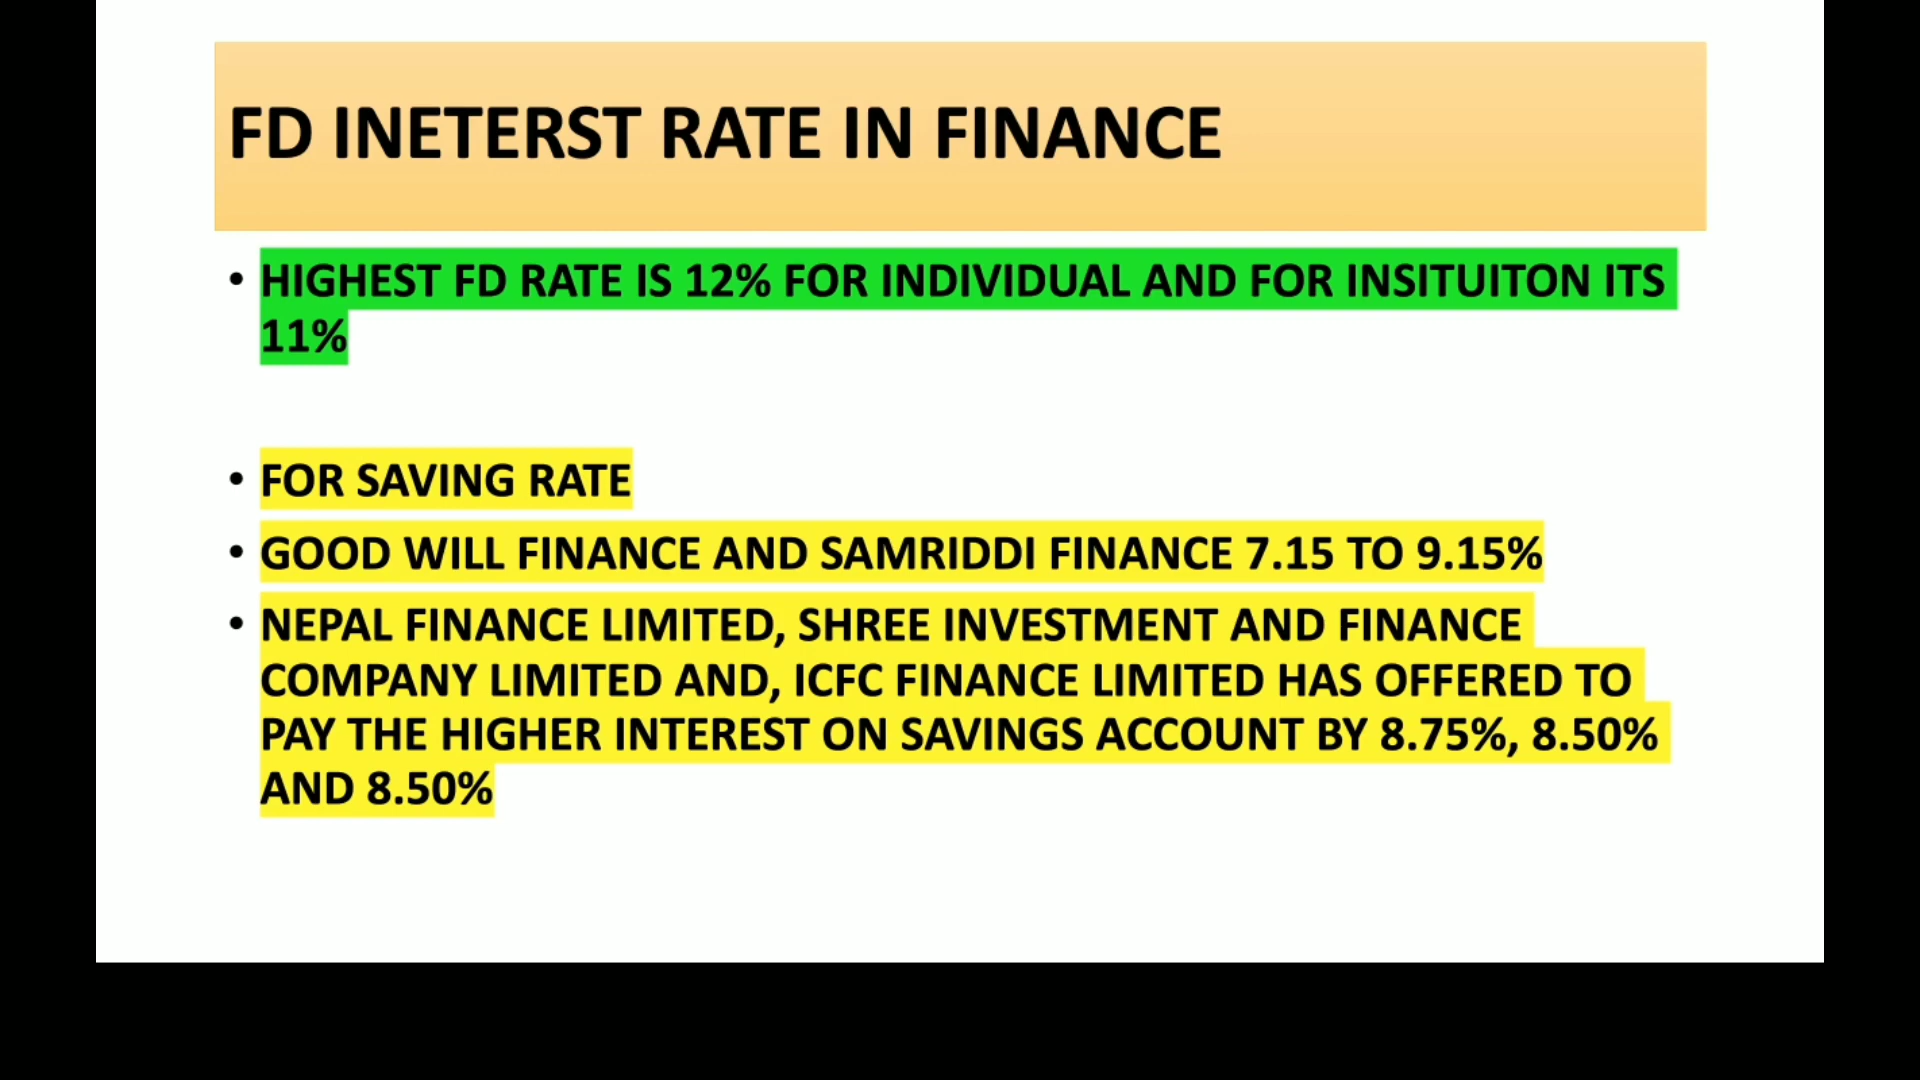 FD INETERST RATE IN FINANCE
• HIGHEST FD RATE IS 12% FOR INDIVIDUAL AND FOR INSITUITON ITS
11%
• FOR SAVING RATE
• GOOD WILL FINANCE AND SAMRIDDI FINANCE 7.15 TO 9.15%
• NEPAL FINANCE LIMITED, SHREE INVESTMENT AND FINANCE
COMPANY LIMITED AND, ICFC FINANCE LIMITED HAS OFFERED TO
PAY THE HIGHER INTEREST ON SAVINGS ACCOUNT BY 8.75%, 8.50%
AND 8.50%